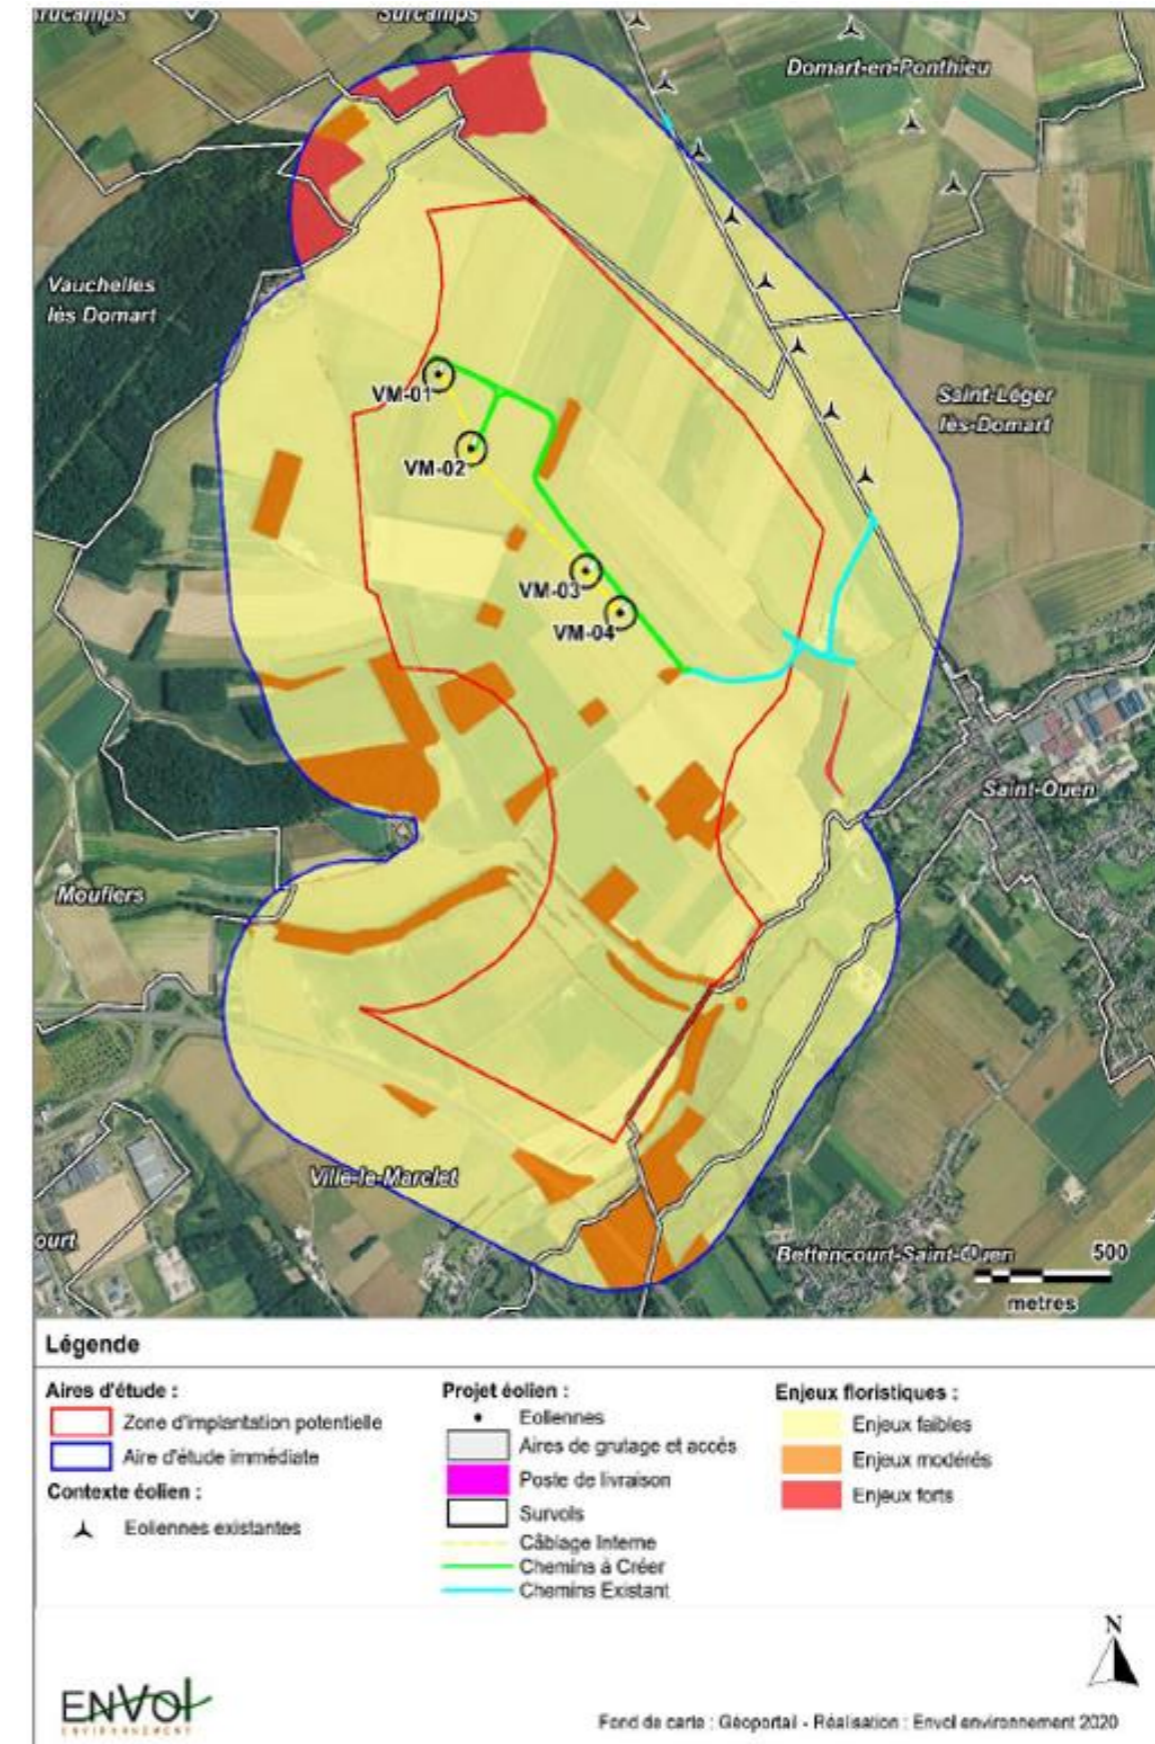 Surcamps
Domart-en-Ponthieu
Vauchelles
lès Domart
VM-01
Saint-Léger
lès-Domart
VM-02
VM-03
VM-04
Saint-Ouen
Mouflers
Ville-le-Marclet
ourt
Bettencourt-Saint-Ouen
0
500
metres
Légende
Aires d'étude :
Zone d'implantation potentielle
Aire d'étude immédiate
Contexte éolien :
Eoliennes existantes
Projet éolien :
Eoliennes
Aires de grutage et accès
Poste de livraison
Survols
Câblage Interne
Chemins à Créer
Chemins Existant
Enjeux floristiques :
Enjeux faibles
Enjeux modérés
Enjeux forts
N
ENVOL
ENVIRONNEMENT
Fond de carte : Géoportail - Réalisation : Envol environnement 2020